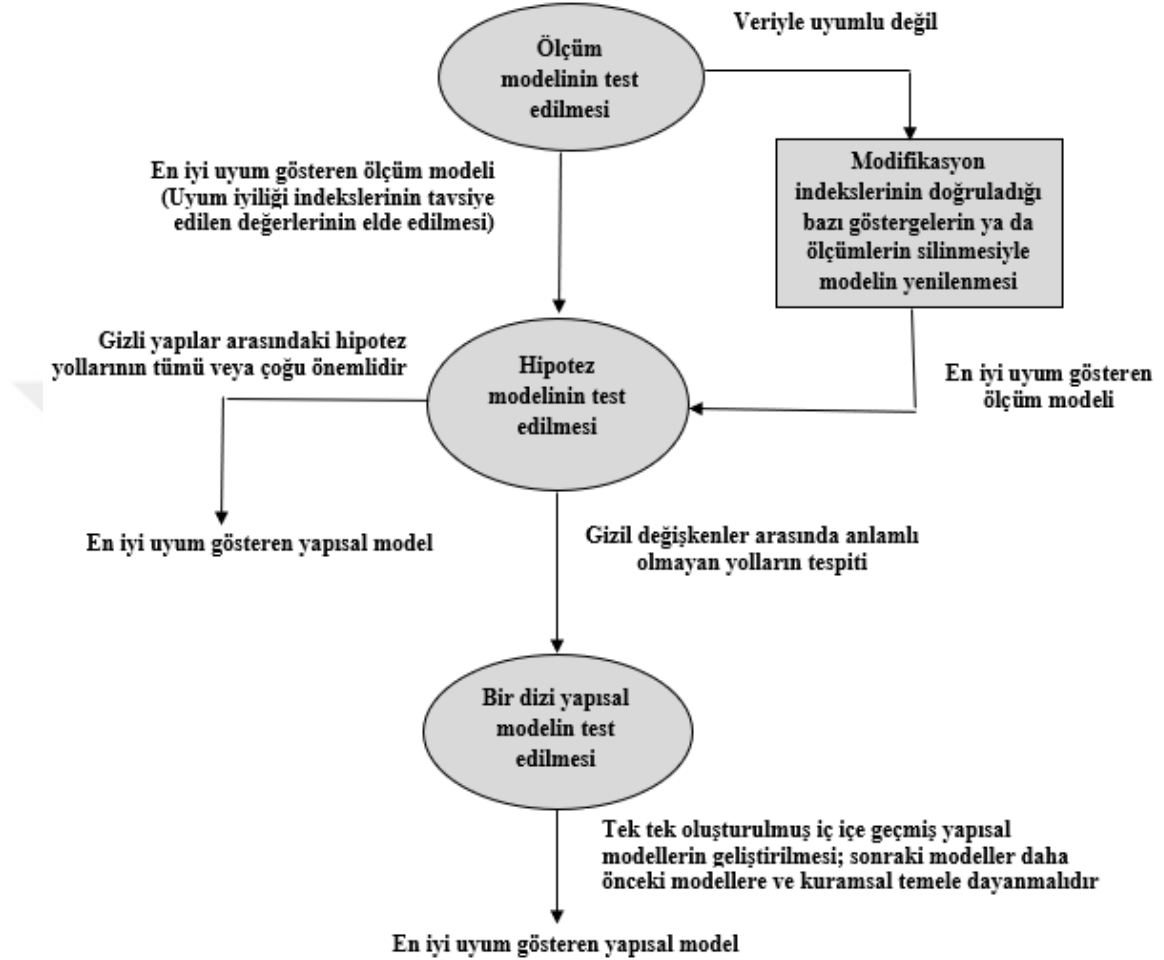 Veriyle uyumlu değil
Ölçüm
modelinin test
edilmesi
En iyi uyum gösteren ölçüm modeli
(Uyum iyiliği indekslerinin tavsiye
edilen değerlerinin elde edilmesi)
Modifikasyon
indekslerinin doğruladığı
bazı göstergelerin ya da
ölçümlerin silinmesiyle
modelin yenilenmesi
Gizli yapılar arasındaki hipotez
yollarının tümü veya çoğu önemlidir
Hipotez
modelinin test
edilmesi
En iyi uyum gösteren
ölçüm modeli
En iyi uyum gösteren yapısal model
Gizil değişkenler arasında anlamlı
olmayan yolların tespiti
Bir dizi yapısal
modelin test
edilmesi
Tek tek oluşturulmuş iç içe geçmiş yapısal
modellerin geliştirilmesi; sonraki modeller daha
önceki modellere ve kuramsal temele dayanmalıdır
En iyi uyum gösteren yapısal model